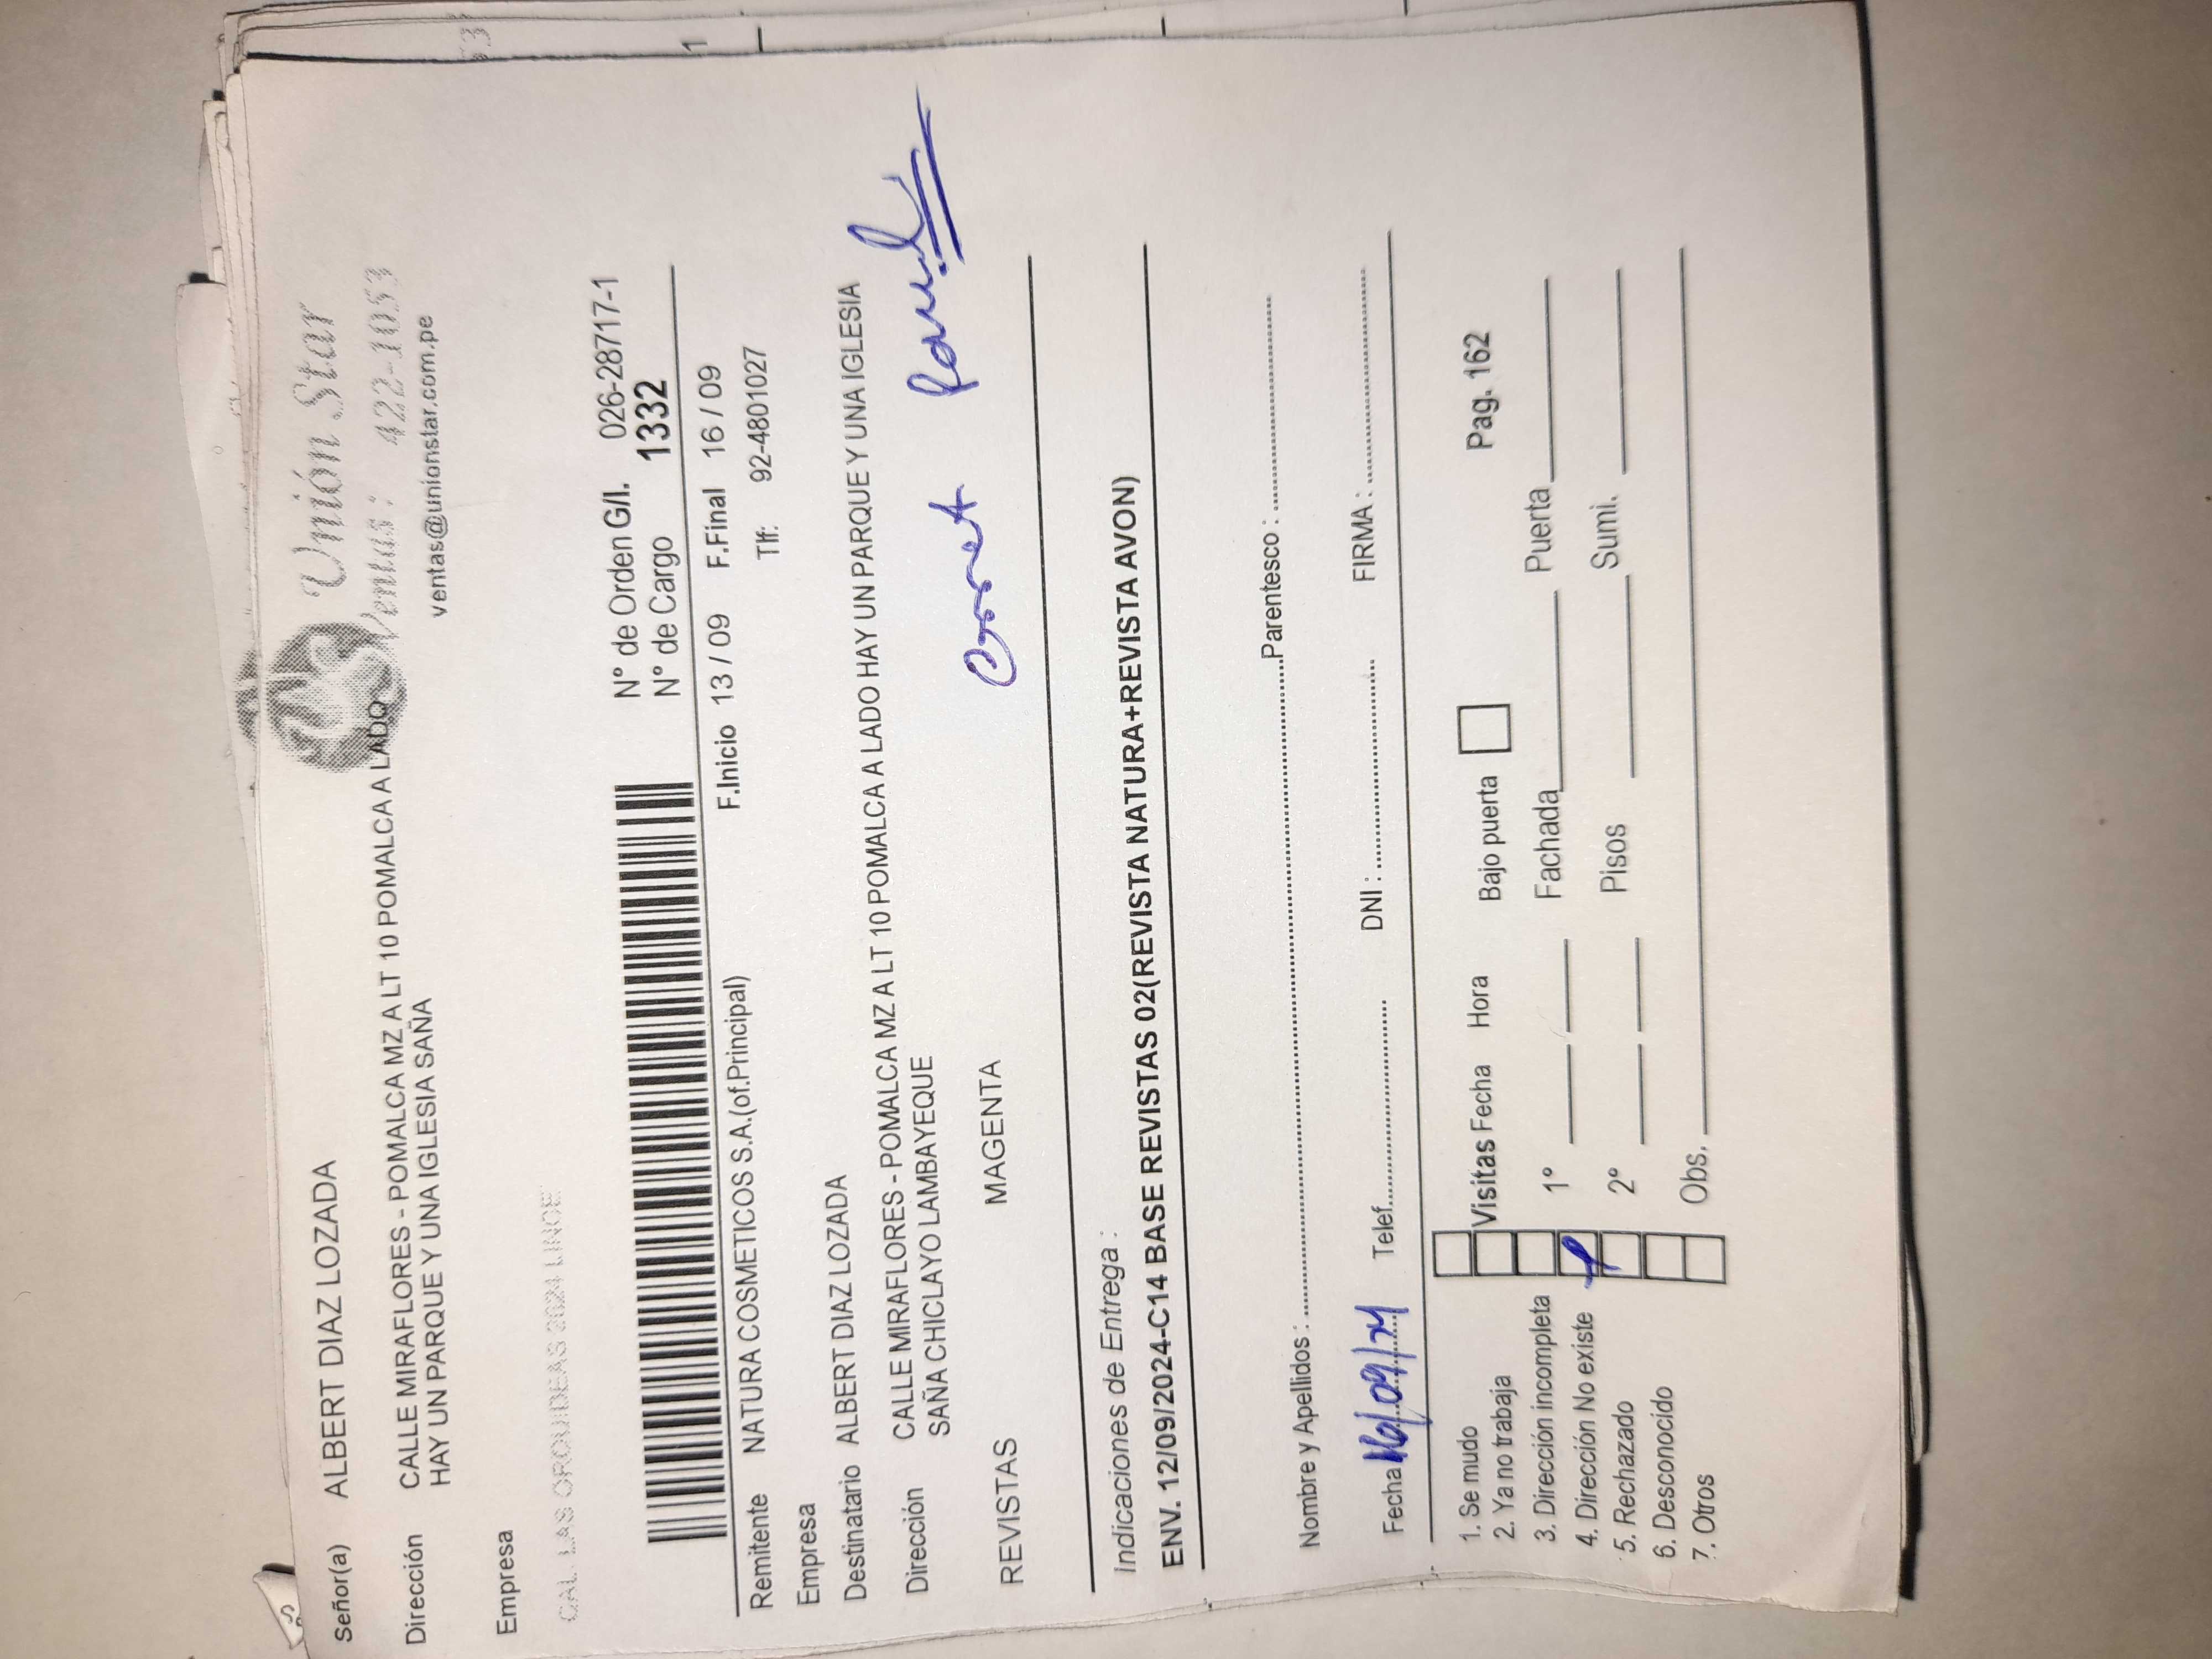 Unión Star
Ventas: 422-1053
ventas@unionstar.com.pe
Señor(a) ALBERT DIAZ LOZADA
Dirección CALLE MIRAFLORES - POMALCA MZ A LT 10 POMALCA A LADO
HAY UN PARQUE Y UNA IGLESIA SAÑA
Empresa
CAL. LAS ORQUIDEAS 2624 LINCE
N° de Orden G/I. 026-28717-1
N° de Cargo 1332
F.Inicio 13 / 09 F.Final 16 / 09
Remitente NATURA COSMETICOS S.A.(of.Principal) Tlf: 92-4801027
Empresa
Destinatario ALBERT DIAZ LOZADA
Dirección CALLE MIRAFLORES - POMALCA MZ A LT 10 POMALCA A LADO HAY UN PARQUE Y UNA IGLESIA
SAÑA CHICLAYO LAMBAYEQUE
REVISTAS MAGENTA
Indicaciones de Entrega :
ENV. 12/09/2024-C14 BASE REVISTAS 02(REVISTA NATURA+REVISTA AVON)
Nombre y Apellidos : Parentesco :
Fecha 16/09/24 Telef. DNI : FIRMA :
1. Se mudo
2. Ya no trabaja
3. Dirección incompleta
4. Dirección No existe
5. Rechazado
6. Desconocido
7. Otros
Visitas Fecha Hora Bajo puerta Pag. 162
1° Fachada Puerta
2° Pisos Sumi.
Obs.